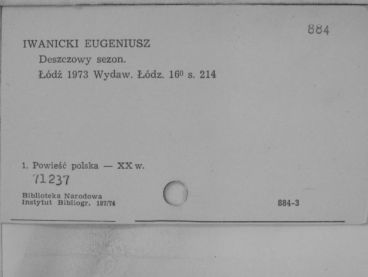 884
IWANICKI EUGENIUSZ
Deszczowy sezon.
Łódź 1973 Wydaw. Łódz. 16⁰ s. 214
1. Powieść polska — XX w.
71237
Biblioteka Narodowa
Instytut Bibliogr. 187/74
884-3